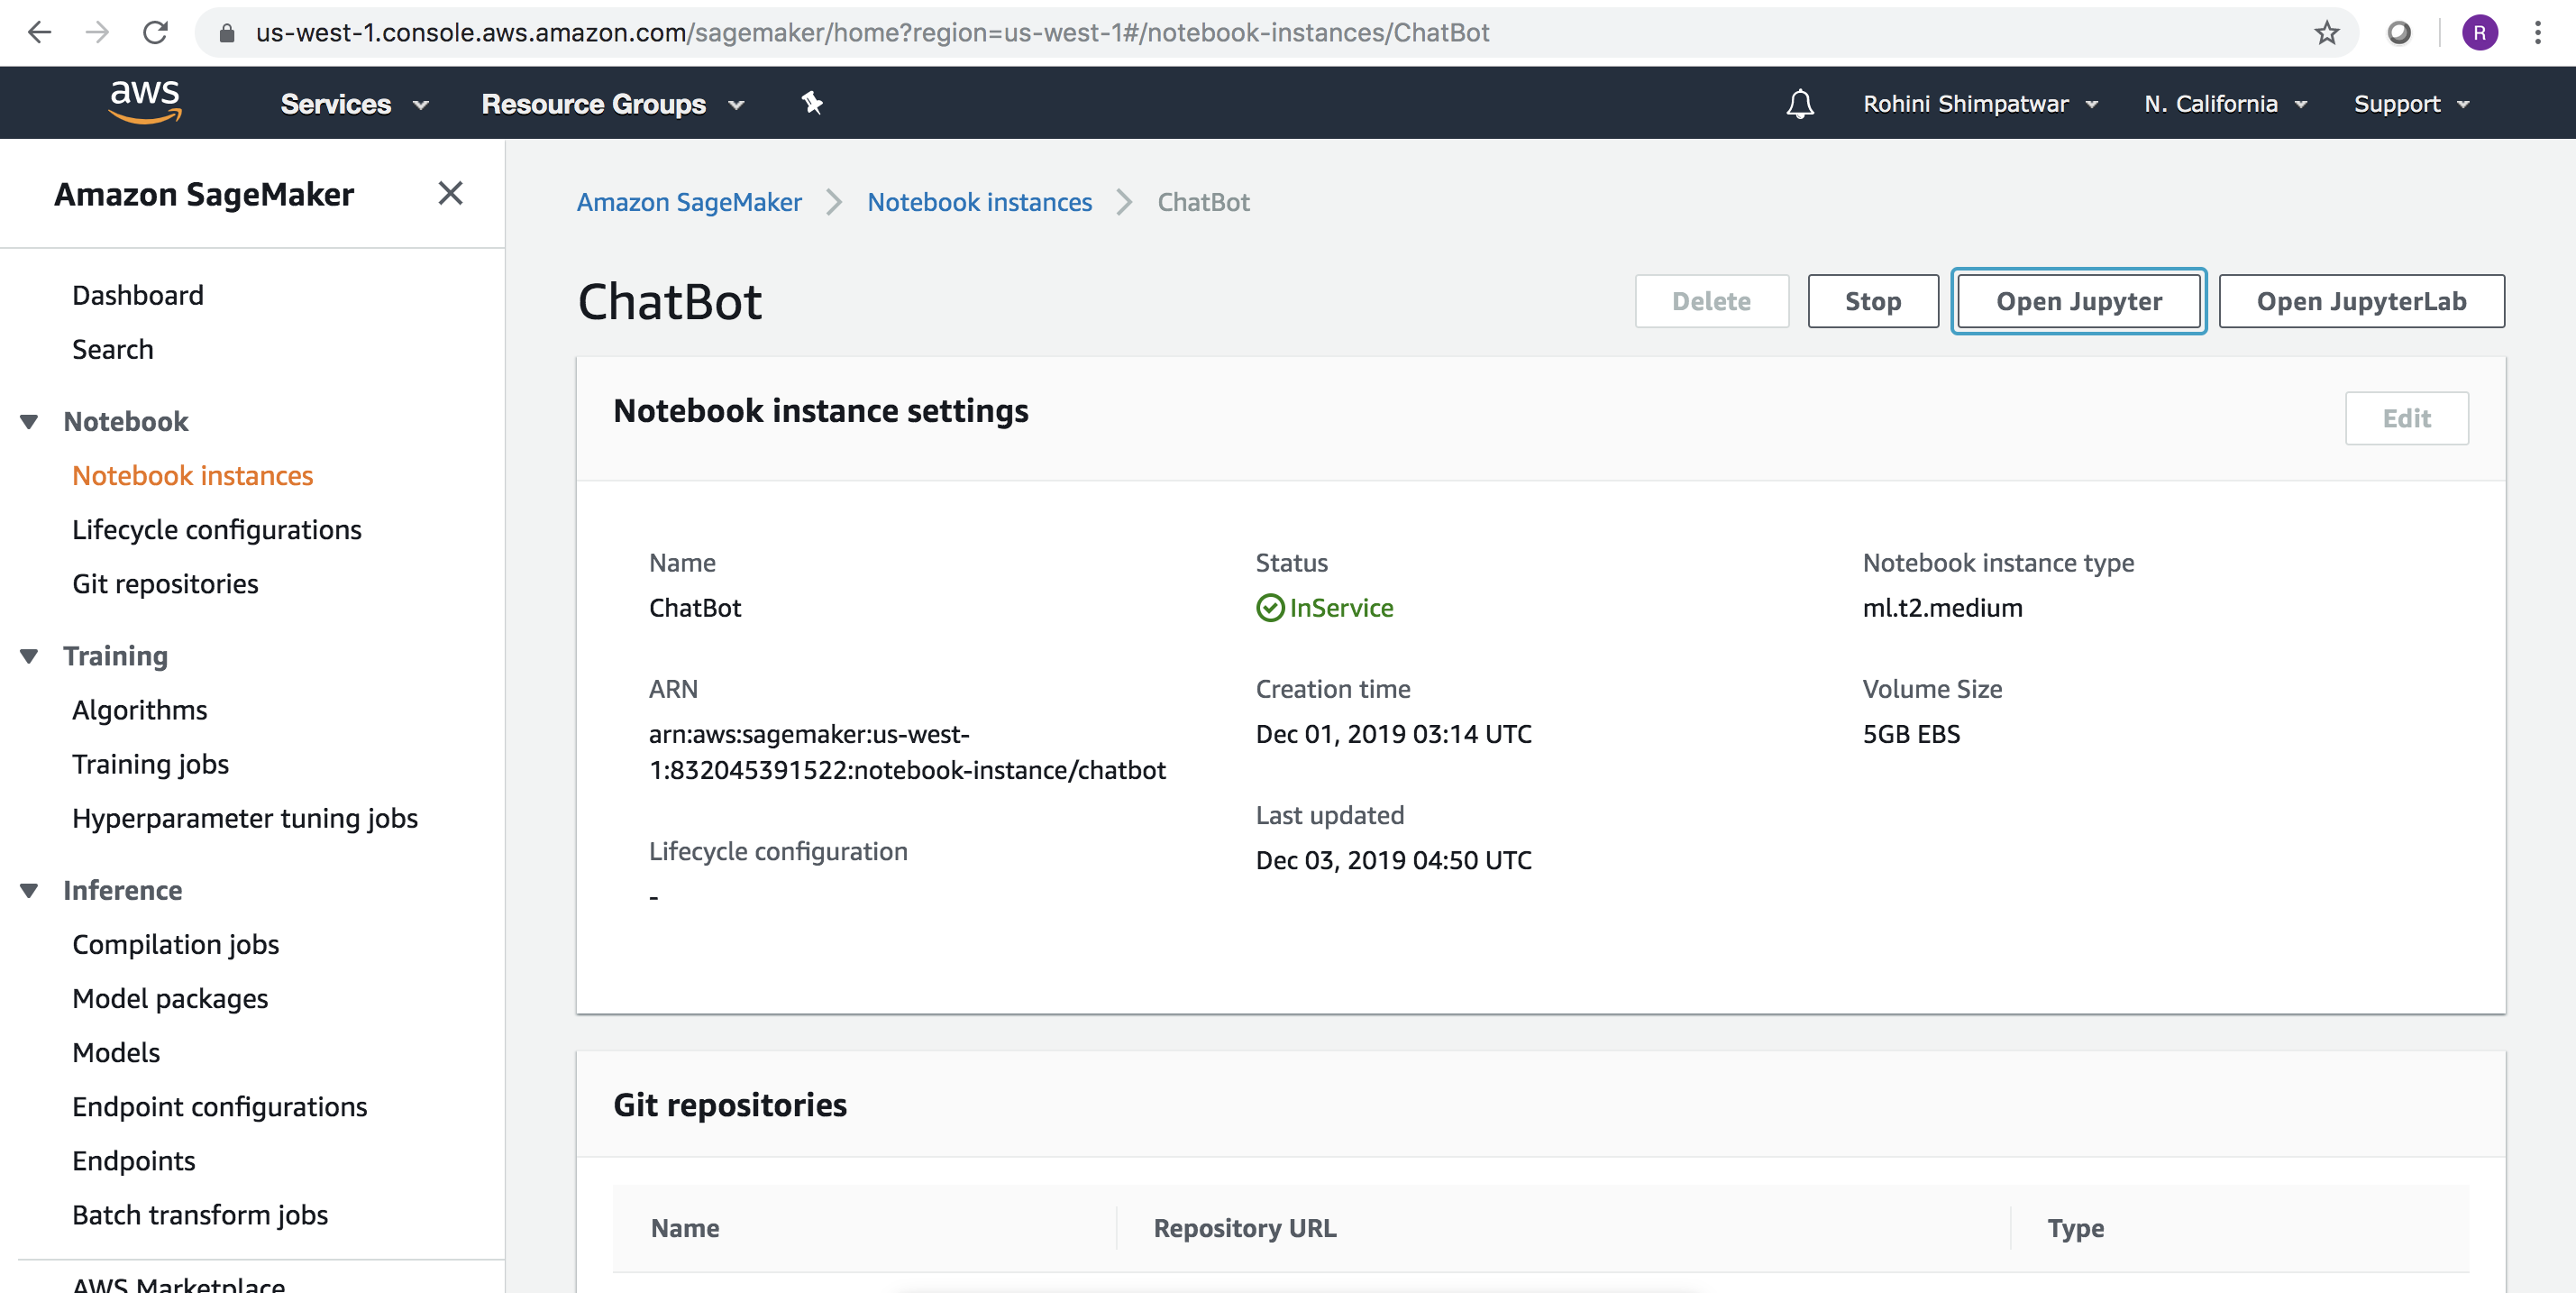 us-west-1.console.aws.amazon.com/sagemaker/home?region=us-west-1#/notebook-instances/ChatBot
R
aws
Services
Resource Groups
Rohini Shimpatwar
N. California
Support
Amazon SageMaker
Dashboard
Search
Notebook
Notebook instances
Lifecycle configurations
Git repositories
Training
Algorithms
Training jobs
Hyperparameter tuning jobs
Inference
Compilation jobs
Model packages
Models
Endpoint configurations
Endpoints
Batch transform jobs
AWS Marketplace
Amazon SageMaker > Notebook instances > ChatBot
ChatBot
Delete
Stop
Open Jupyter
Open JupyterLab
Notebook instance settings
Edit
Name
ChatBot
ARN
arn:aws:sagemaker:us-west-
1:832045391522:notebook-instance/chatbot
Lifecycle configuration
-
Status
InService
Creation time
Dec 01, 2019 03:14 UTC
Last updated
Dec 03, 2019 04:50 UTC
Notebook instance type
ml.t2.medium
Volume Size
5GB EBS
Git repositories
Name
Repository URL
Type